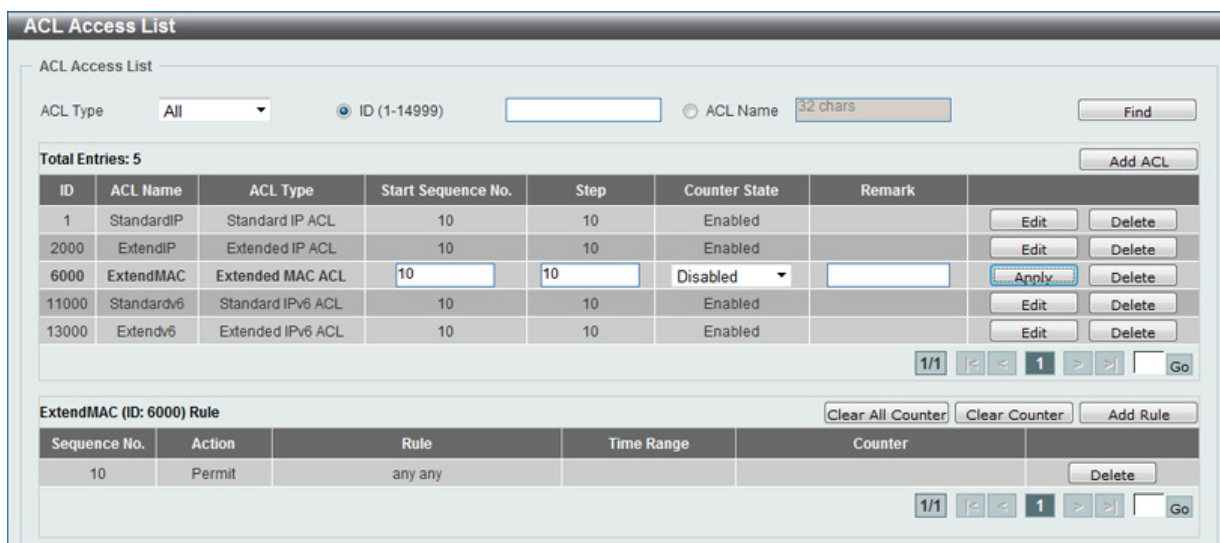 ACL Access List
ACL Access List
ACL Type All ID (1-14999) ACL Name 32 chars Find
Total Entries: 5 Add ACL
ID ACL Name ACL Type Start Sequence No. Step Counter State Remark
1 StandardIP Standard IP ACL 10 10 Enabled Edit Delete
2000 ExtendIP Extended IP ACL 10 10 Enabled Edit Delete
6000 ExtendMAC Extended MAC ACL 10 10 Disabled Apply Delete
11000 Standardv6 Standard IPv6 ACL 10 10 Enabled Edit Delete
13000 Extendv6 Extended IPv6 ACL 10 10 Enabled Edit Delete
1/1 |< < 1 > >| Go
ExtendMAC (ID: 6000) Rule Clear All Counter Clear Counter Add Rule
Sequence No. Action Rule Time Range Counter
10 Permit any any Delete
1/1 |< < 1 > >| Go